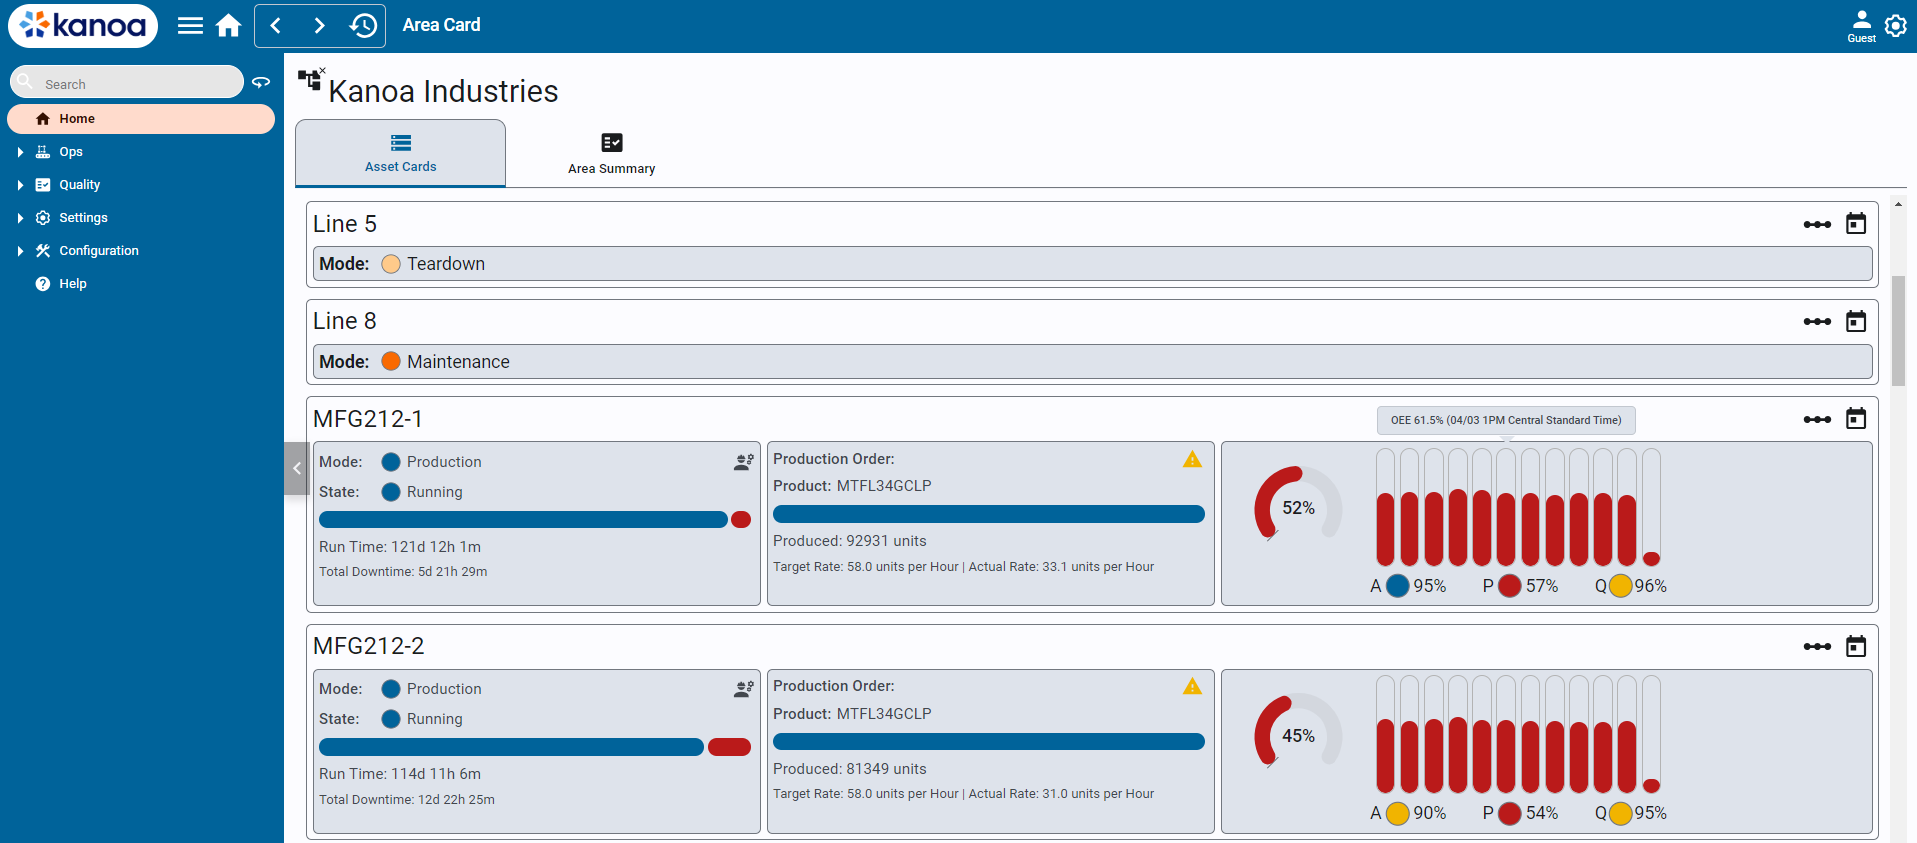 kanoa
Area Card
Guest
Search
Home
Ops
Quality
Settings
Configuration
Help
Kanoa Industries
Asset Cards
Area Summary
Line 5
Mode: Teardown
Line 8
Mode: Maintenance
MFG212-1
OEE 61.5% (04/03 1PM Central Standard Time)
Mode: Production
State: Running
Run Time: 121d 12h 1m
Total Downtime: 5d 21h 29m
Production Order:
Product: MTFL34GCLP
Produced: 92931 units
Target Rate: 58.0 units per Hour | Actual Rate: 33.1 units per Hour
52%
A 95% P 57% Q 96%
MFG212-2
Mode: Production
State: Running
Run Time: 114d 11h 6m
Total Downtime: 12d 22h 25m
Production Order:
Product: MTFL34GCLP
Produced: 81349 units
Target Rate: 58.0 units per Hour | Actual Rate: 31.0 units per Hour
45%
A 90% P 54% Q 95%